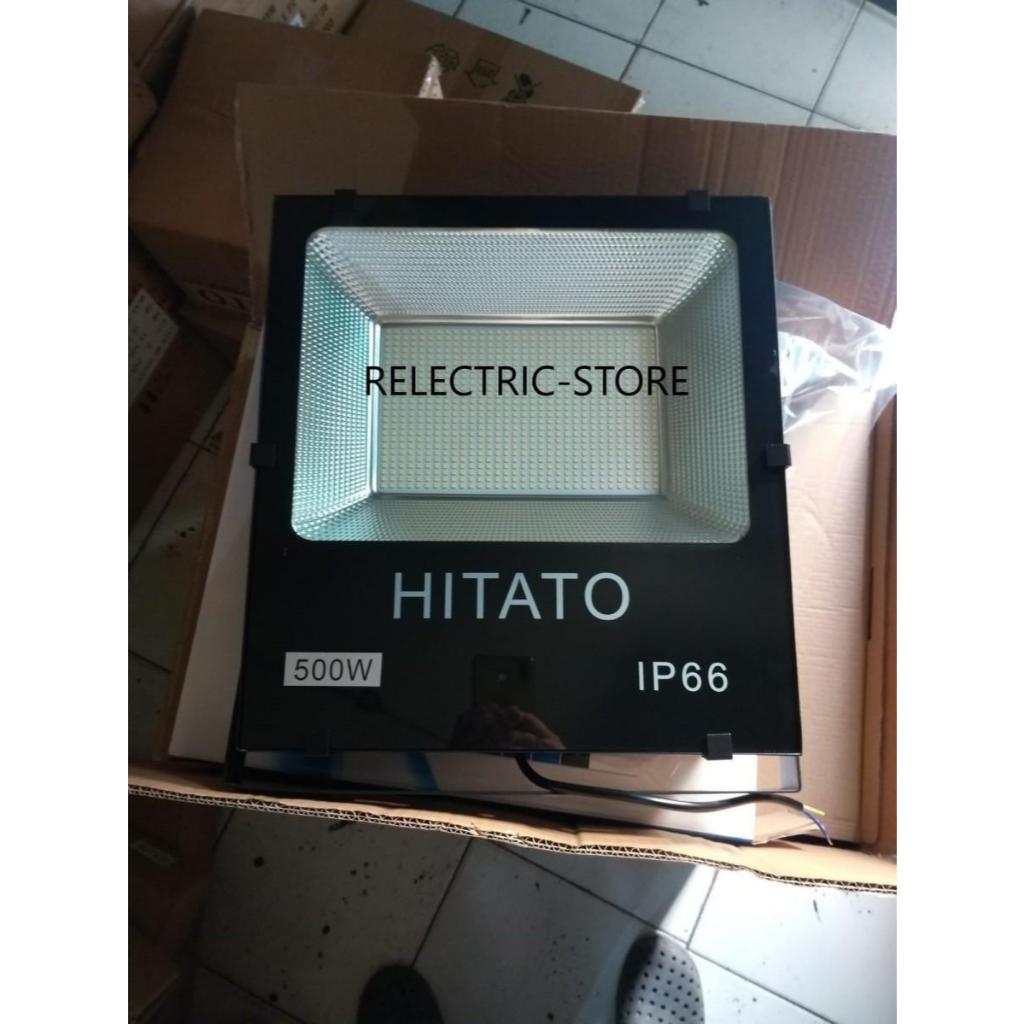 RELECTRIC-STORE
HITATO
500W
IP66